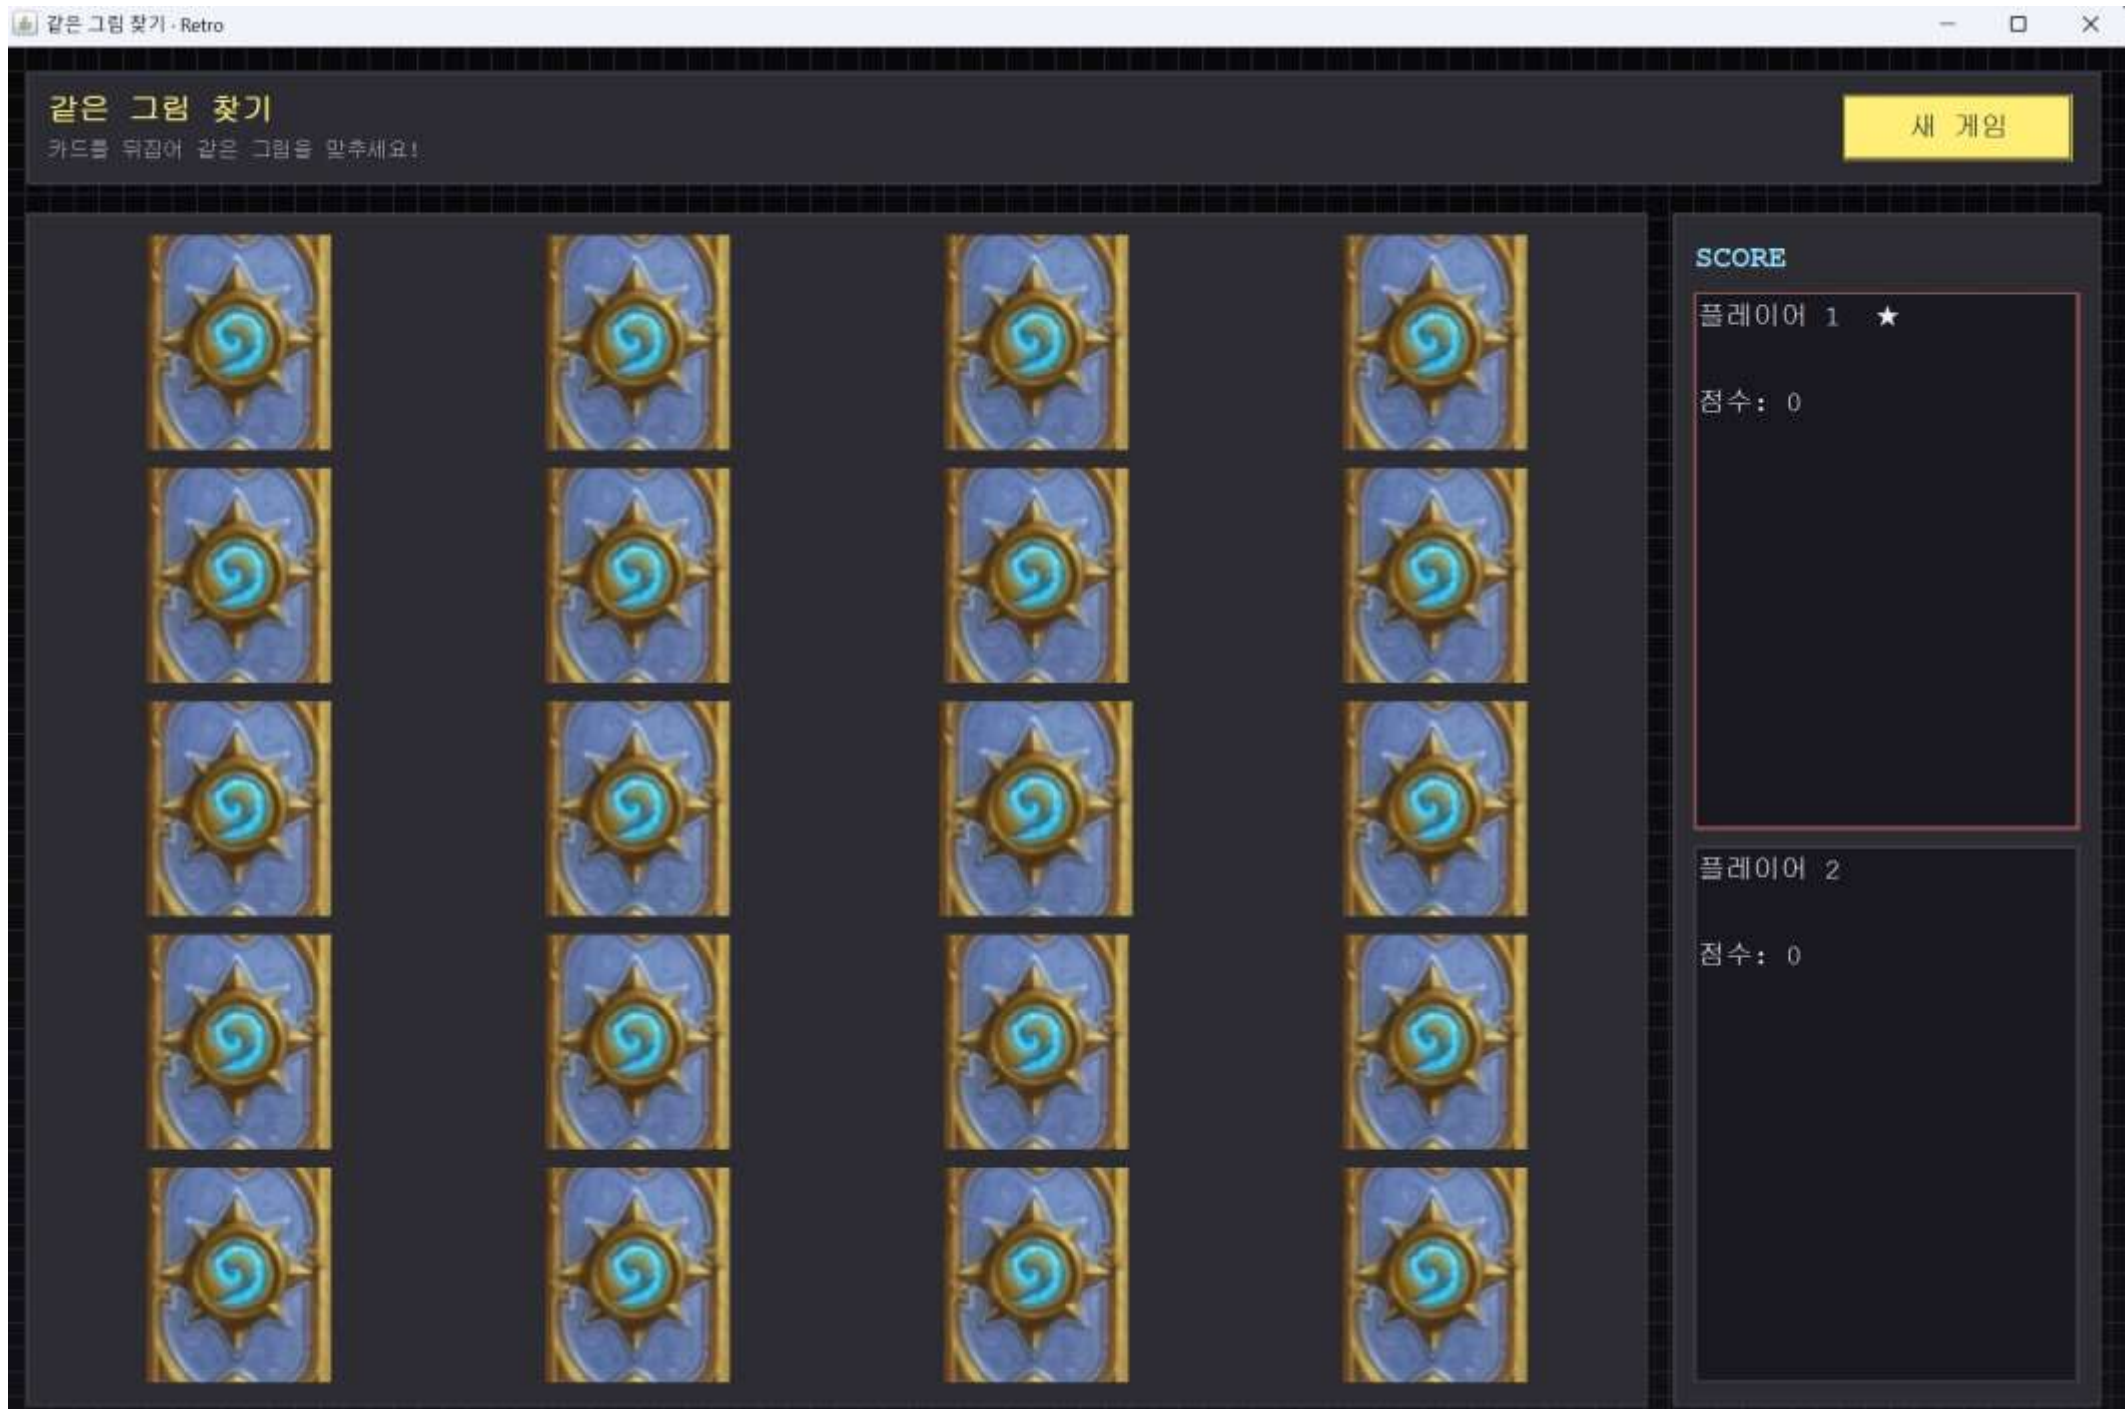 같은 그림 찾기 · Retro
같은 그림 찾기
카드를 뒤집어 같은 그림을 맞추세요!
새 게임
SCORE
플레이어 1 ★
점수: 0
플레이어 2
점수: 0